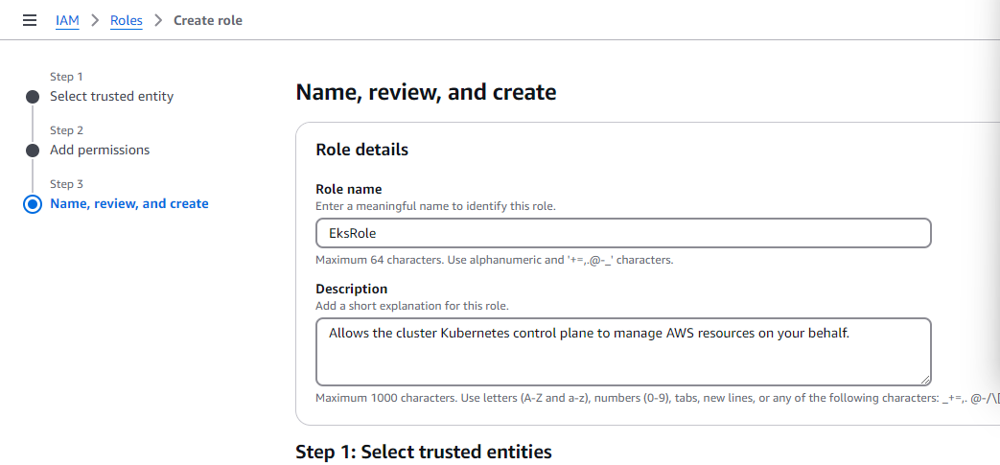 IAM > Roles > Create role
Step 1
Select trusted entity
Step 2
Add permissions
Step 3
Name, review, and create
Name, review, and create
Role details
Role name
Enter a meaningful name to identify this role.
EksRole
Maximum 64 characters. Use alphanumeric and '+=,.@-_' characters.
Description
Add a short explanation for this role.
Allows the cluster Kubernetes control plane to manage AWS resources on your behalf.
Maximum 1000 characters. Use letters (A-Z and a-z), numbers (0-9), tabs, new lines, or any of the following characters: _+=,. @-/\[
Step 1: Select trusted entities